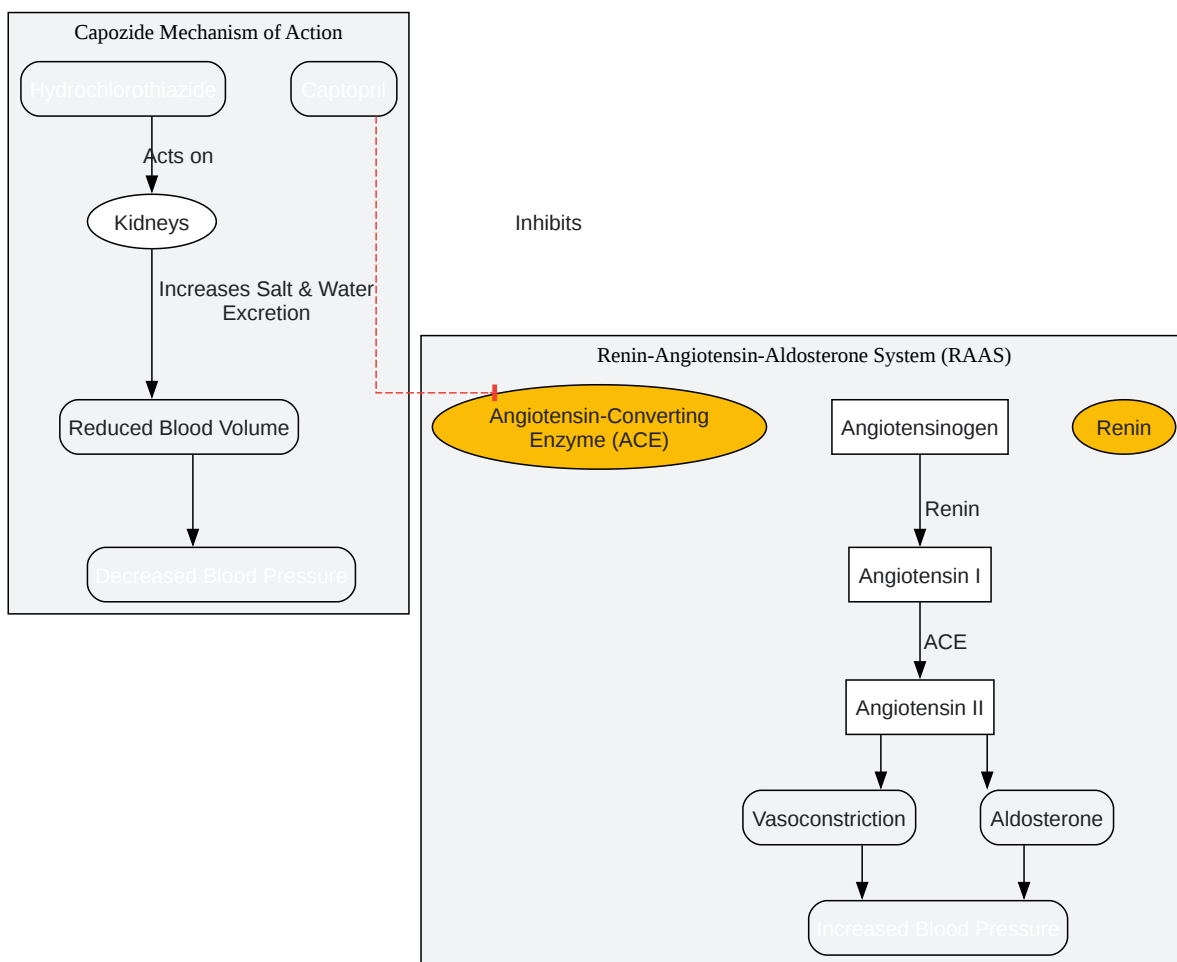 Capozide Mechanism of Action
Hydrochlorothiazide
Captopril
Acts on
Kidneys
Inhibits
Increases Salt & Water
Excretion
Renin-Angiotensin-Aldosterone System (RAAS)
Angiotensin-Converting
Enzyme (ACE)
Angiotensinogen
Renin
Reduced Blood Volume
Renin
Decreased Blood Pressure
Angiotensin I
ACE
Angiotensin II
Vasoconstriction
Aldosterone
Increased Blood Pressure